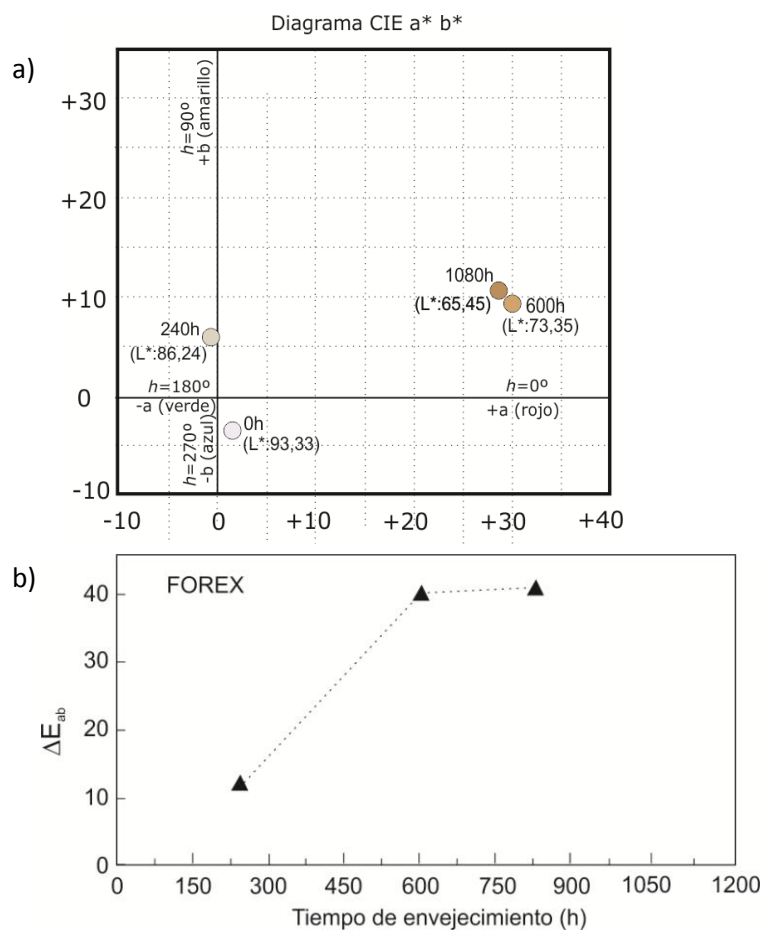 Diagrama CIE a* b*
a)
+30
+20
+10
0
-10
h=90º
+b (amarillo)
1080h
(L*:65,45)
600h
(L*:73,35)
240h
(L*:86,24)
h=180º
-a (verde)
h=0º
+a (rojo)
h=270º
-b (azul)
0h
(L*:93,33)
-10 0 +10 +20 +30 +40
b)
FOREX
40
30
20
10
0
ΔEab
0 150 300 450 600 750 900 1050 1200
Tiempo de envejecimiento (h)